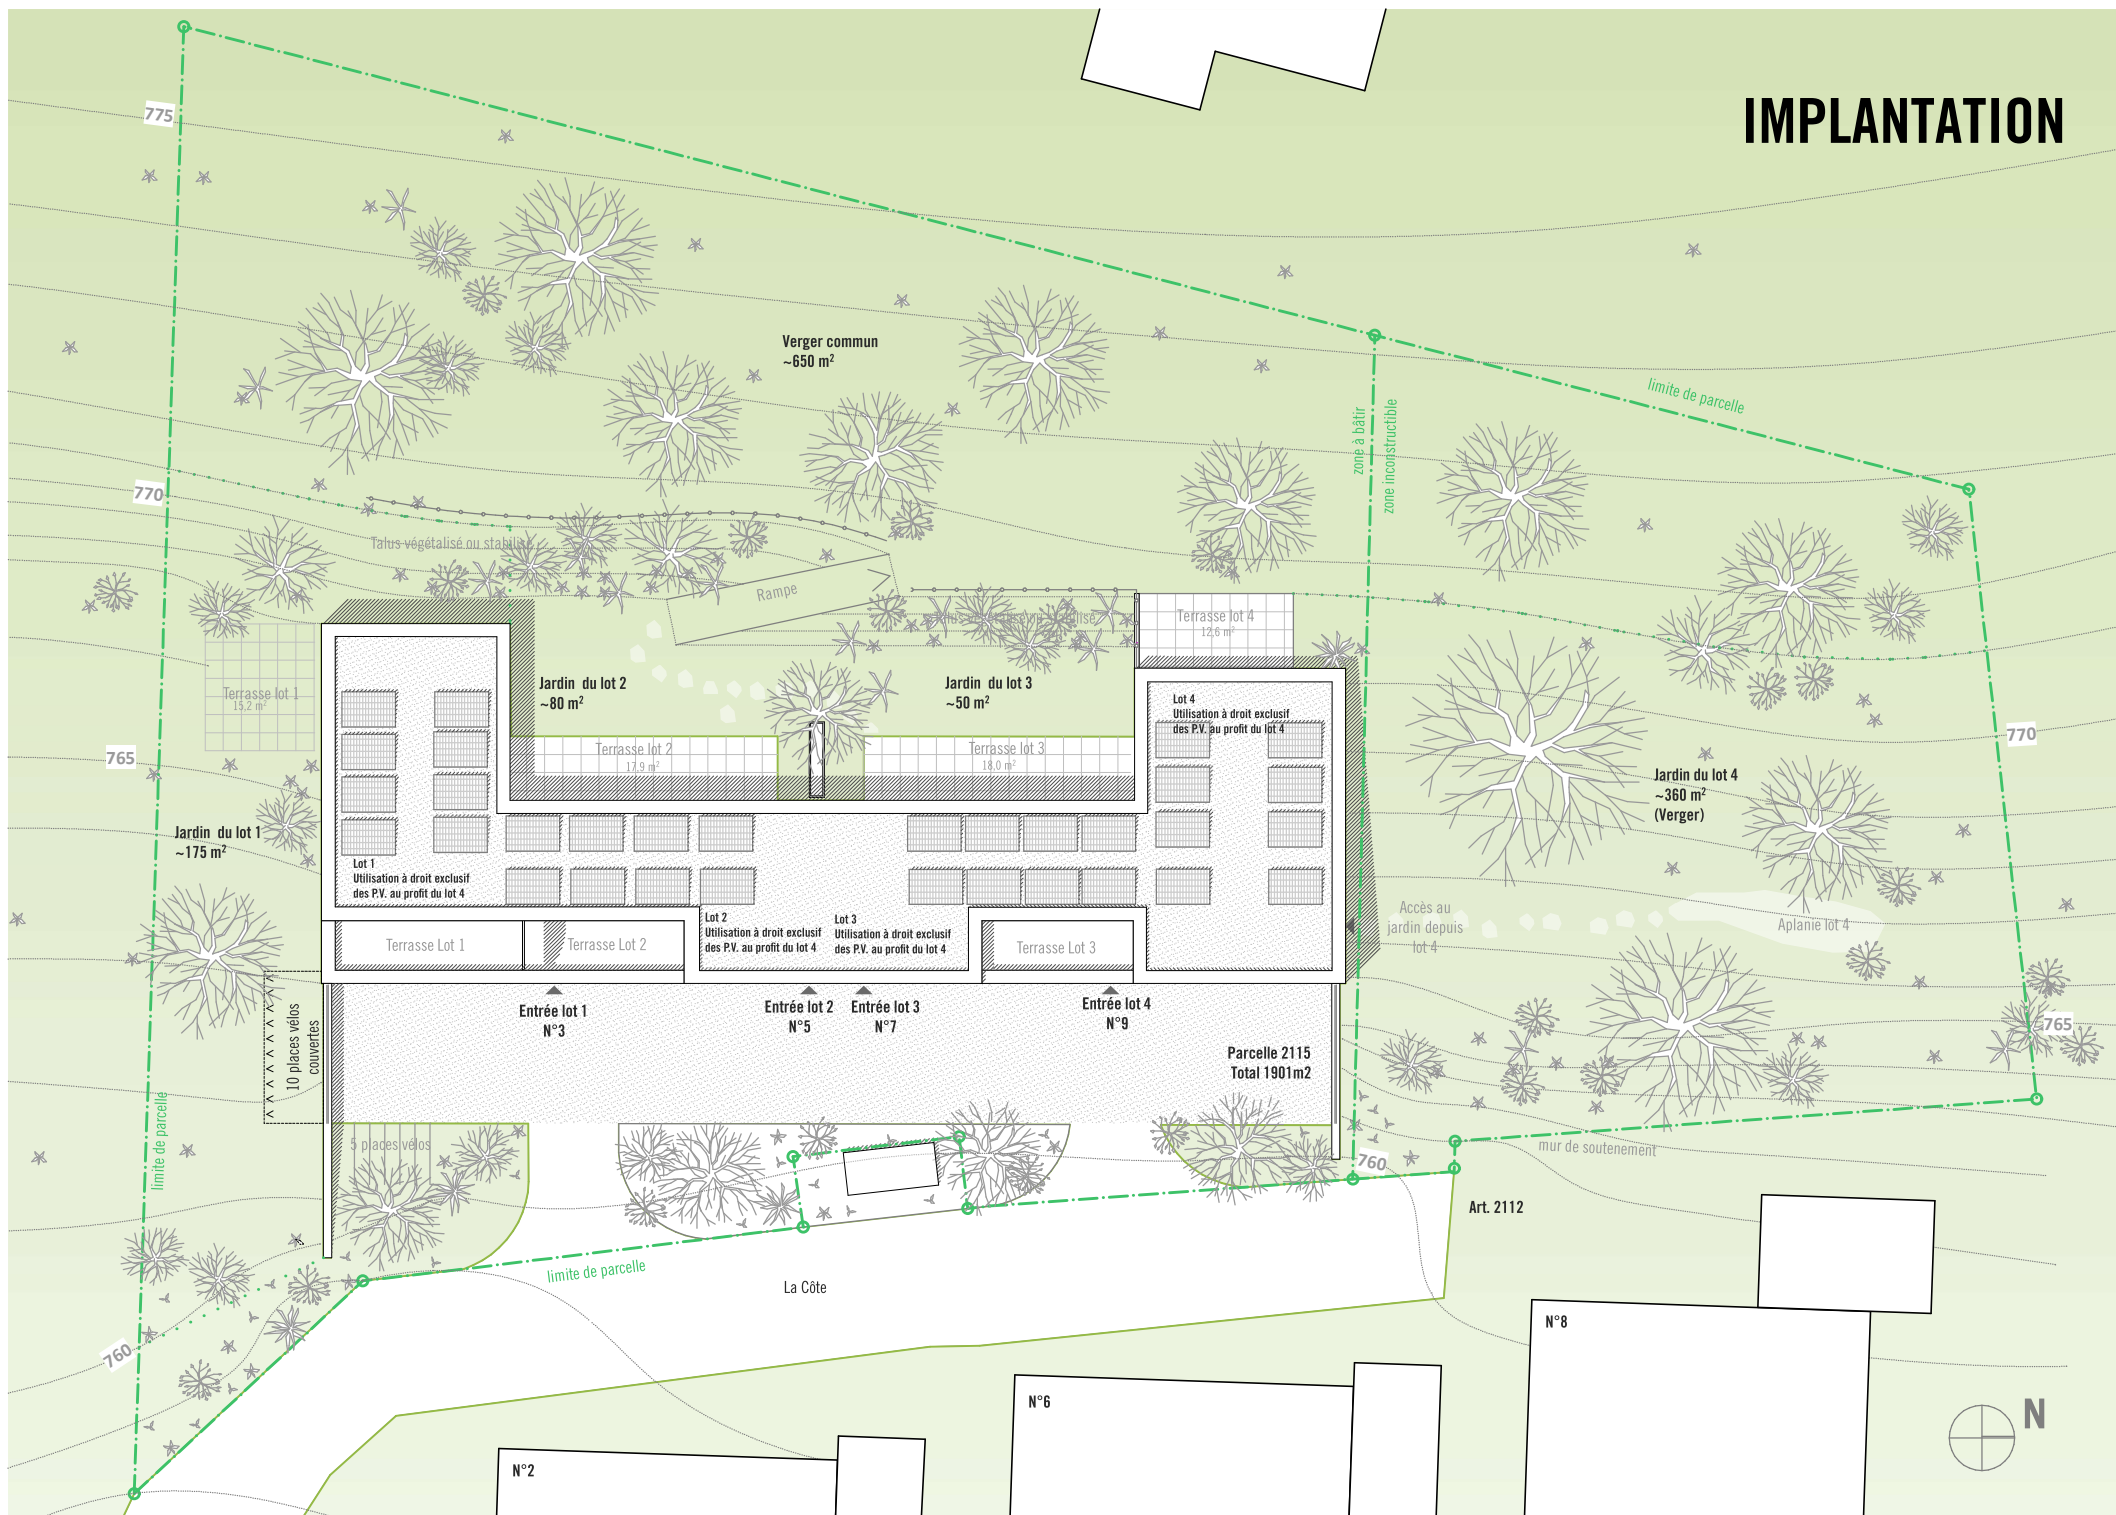 IMPLANTATION
775
Verger commun
~650 m²
limite de parcelle
zone à bâtir
zone inconstructible
770
Talus végétalisé ou stabilisé
Rampe
Talus végétalisé ou stabilisé
Terrasse lot 4
12,6 m²
Terrasse lot 1
15,2 m²
Jardin du lot 2
~80 m²
Jardin du lot 3
~50 m²
Lot 4
Utilisation à droit exclusif
des P.V. au profit du lot 4
Terrasse lot 2
17,9 m²
Terrasse lot 3
18,0 m²
770
765
Jardin du lot 4
~360 m²
(Verger)
Jardin du lot 1
~175 m²
Lot 1
Utilisation à droit exclusif
des P.V. au profit du lot 4
Lot 2
Utilisation à droit exclusif
des P.V. au profit du lot 4
Lot 3
Utilisation à droit exclusif
des P.V. au profit du lot 4
Accès au
jardin depuis
lot 4
Aplanie lot 4
Terrasse Lot 1
Terrasse Lot 2
Terrasse Lot 3
10 places vélos
couvertes
Entrée lot 1
N°3
Entrée lot 2
N°5
Entrée lot 3
N°7
Entrée lot 4
N°9
765
Parcelle 2115
Total 1901m2
limite de parcelle
5 places vélos
mur de soutenement
760
Art. 2112
limite de parcelle
La Côte
760
N°8
N°6
N°2
N